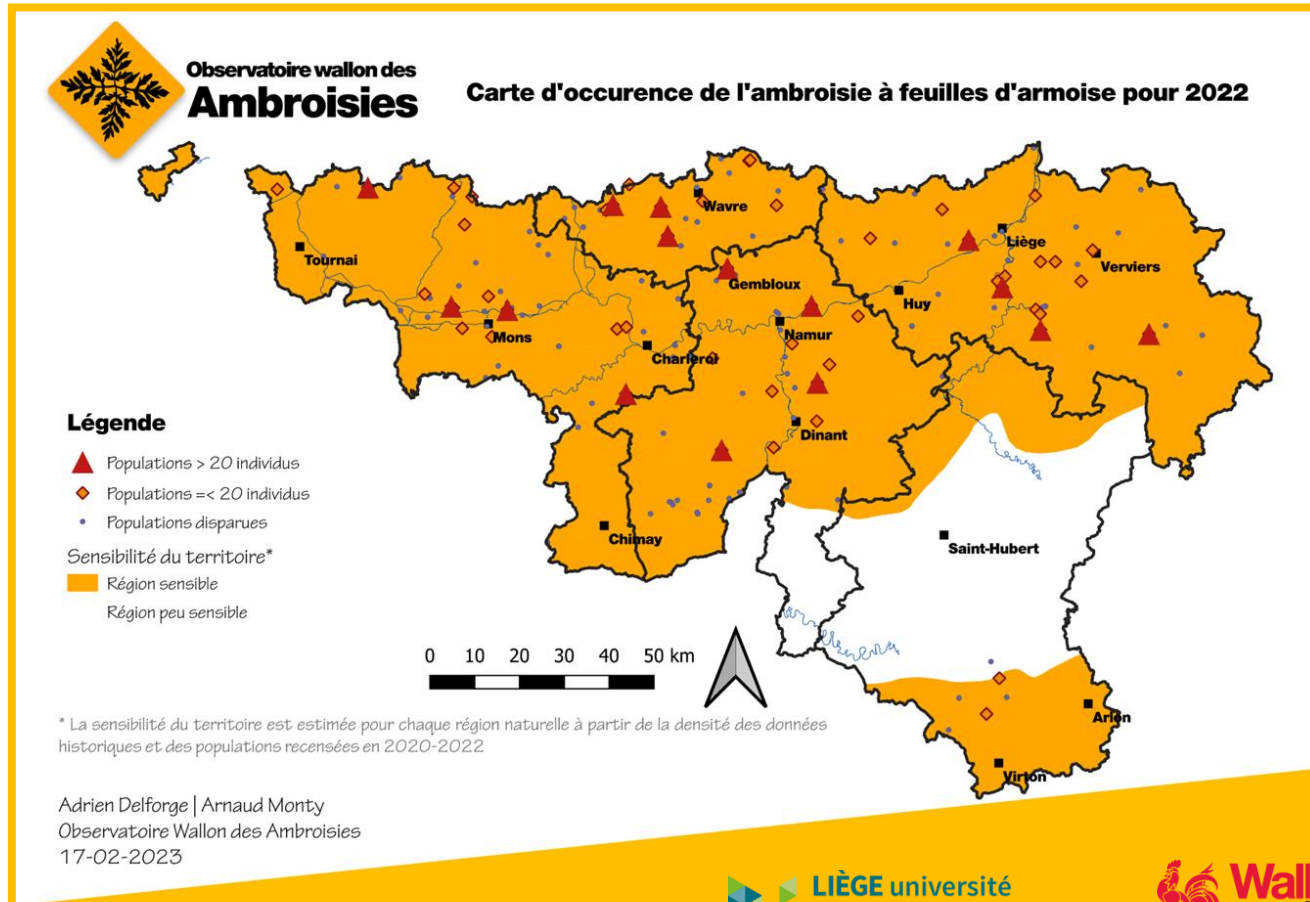 Observatoire wallon des
Ambroisies
Carte d'occurence de l'ambroisie à feuilles d'armoise pour 2022
Wavre
Liège
Tournai
Verviers
Gembloux
Huy
Mons
Namur
Charleroi
Dinant
Chimay
Saint-Hubert
Arlon
Virton
Légende
Populations > 20 individus
Populations =< 20 individus
Populations disparues
Sensibilité du territoire*
Région sensible
Région peu sensible
0 10 20 30 40 50 km
* La sensibilité du territoire est estimée pour chaque région naturelle à partir de la densité des données
historiques et des populations recensées en 2020-2022
Adrien Delforge | Arnaud Monty
Observatoire Wallon des Ambroisies
17-02-2023
LIÈGE université
Wall